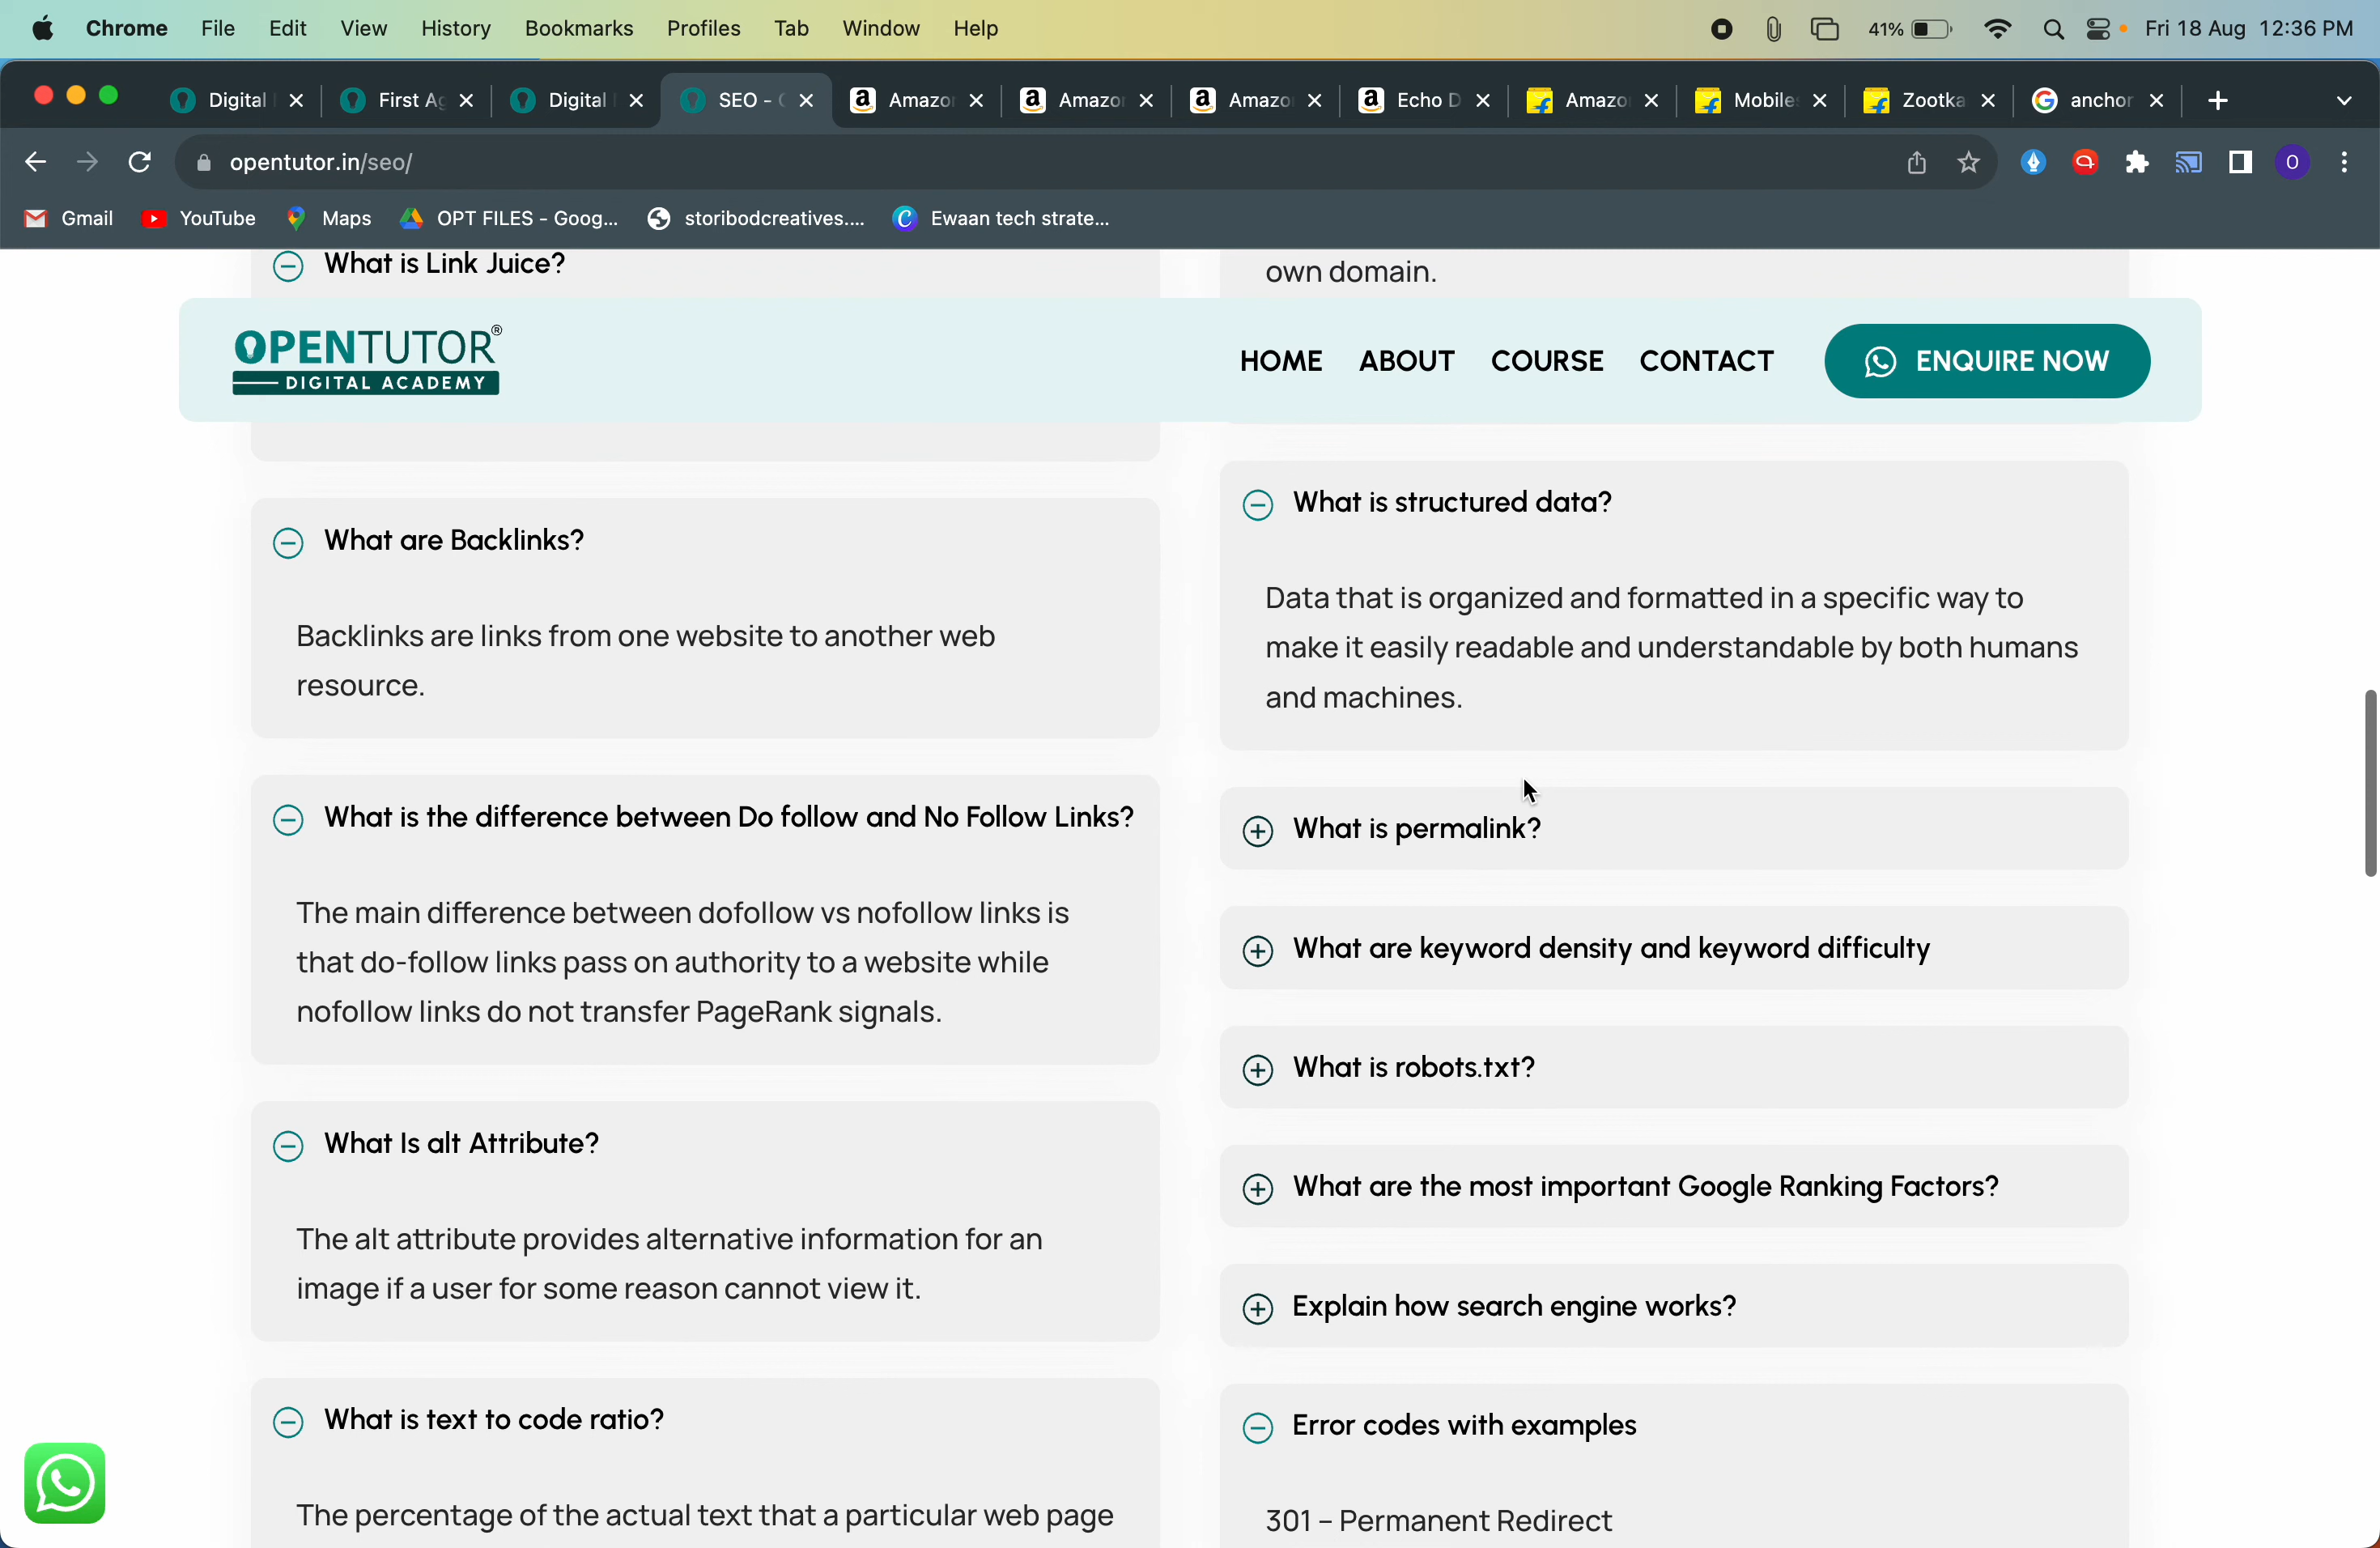 Chrome File Edit View History Bookmarks Profiles Tab Window Help 41% Fri 18 Aug 12:36 PM
Digital First Ag Digital SEO - Amazo Amazo Amazo Echo D Amazo Mobile Zootka anchor
opentutor.in/seo/ O
Gmail YouTube Maps OPT FILES - Goog... storibodcreatives.... Ewaan tech strate...
What is Link Juice?
own domain.
OPENTUTOR®
DIGITAL ACADEMY
HOME ABOUT COURSE CONTACT ENQUIRE NOW
What are Backlinks?
Backlinks are links from one website to another web
resource.
What is the difference between Do follow and No Follow Links?
The main difference between dofollow vs nofollow links is
that do-follow links pass on authority to a website while
nofollow links do not transfer PageRank signals.
What Is alt Attribute?
The alt attribute provides alternative information for an
image if a user for some reason cannot view it.
What is text to code ratio?
The percentage of the actual text that a particular web page
What is structured data?
Data that is organized and formatted in a specific way to
make it easily readable and understandable by both humans
and machines.
What is permalink?
What are keyword density and keyword difficulty
What is robots.txt?
What are the most important Google Ranking Factors?
Explain how search engine works?
Error codes with examples
301 – Permanent Redirect